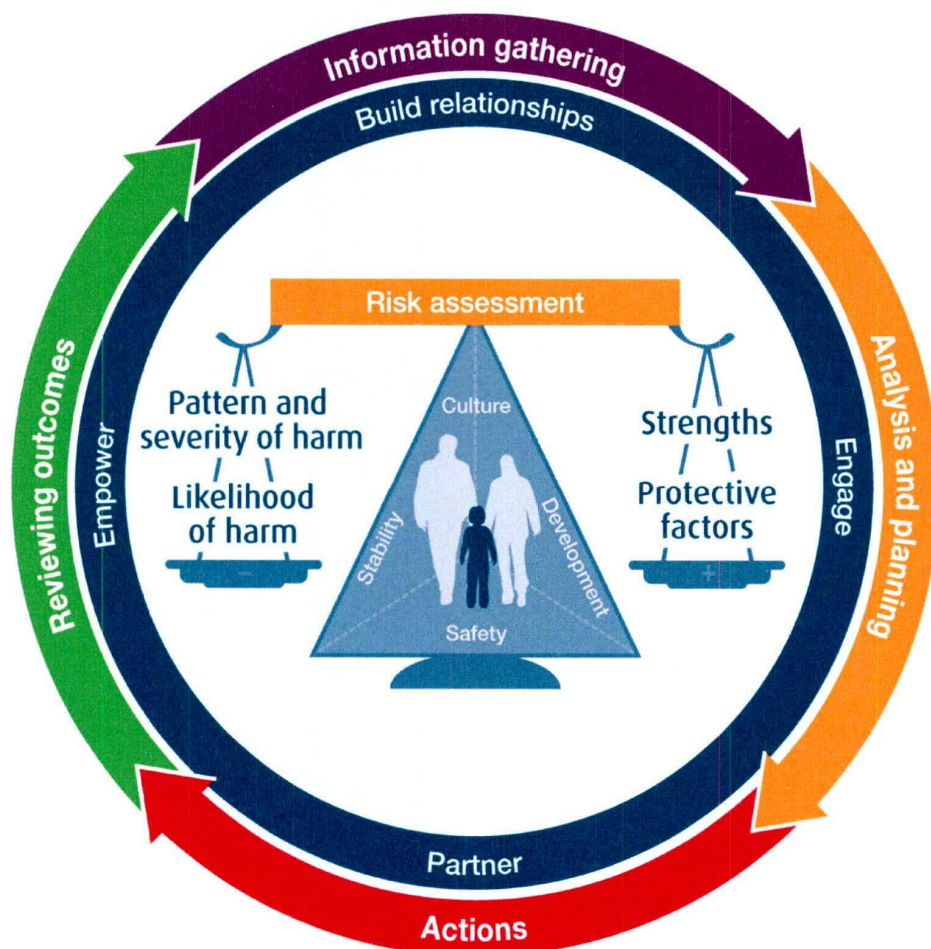 Information gathering
Build relationships
Risk assessment
Pattern and
severity of harm
Likelihood
of harm
−
Culture
Stability
Development
Safety
Strengths
Protective
factors
+
Analysis and planning
Engage
Partner
Actions
Reviewing outcomes
Empower